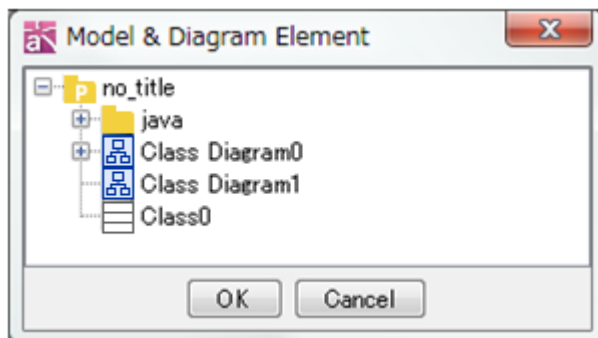 Model & Diagram Element
no_title
java
Class Diagram0
Class Diagram1
Class0
OK Cancel